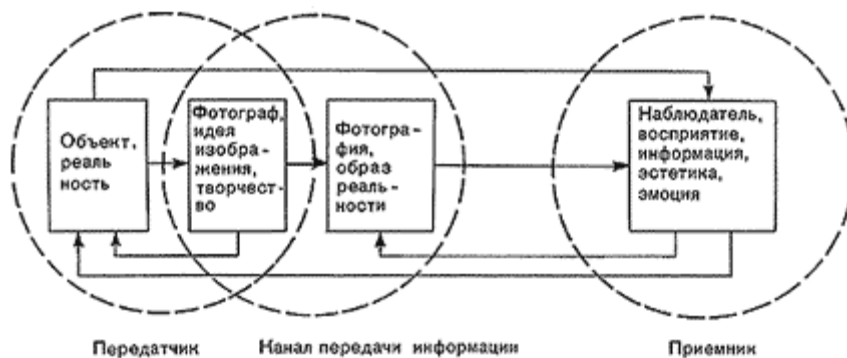 Объект,
реаль
ность
Фотограф,
идея
изображ-
жения,
творчест-
во
Фотогра-
фия,
образ
реаль-
ности
Наблюдатель,
восприятие,
информация,
эстетика,
эмоция
Передатчик
Канал передачи информации
Приемник